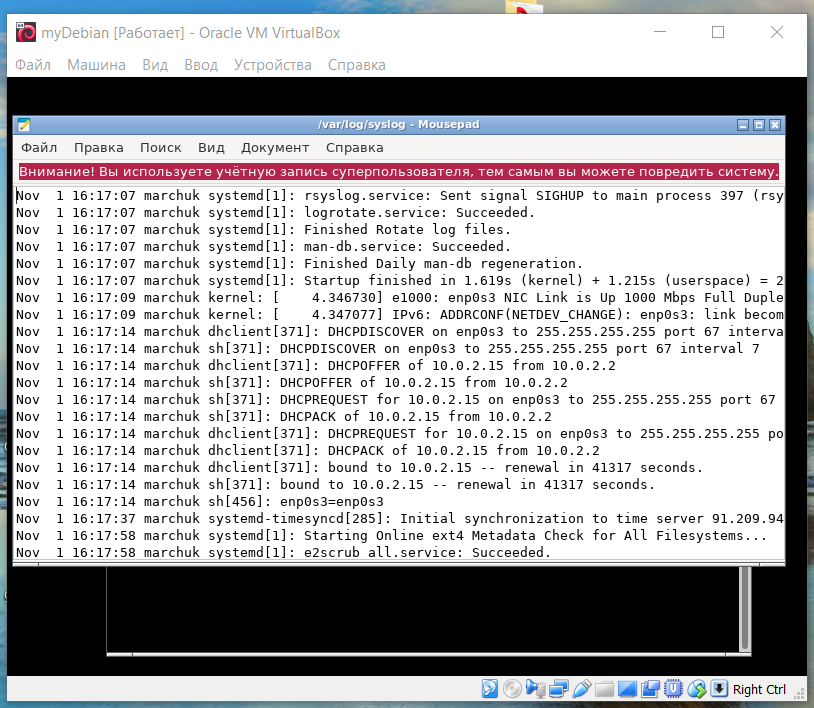 myDebian [Работает] - Oracle VM VirtualBox
Файл Машина Вид Ввод Устройства Справка
/var/log/syslog - Mousepad
Файл Правка Поиск Вид Документ Справка
Внимание! Вы используете учётную запись суперпользователя, тем самым вы можете повредить систему.
Nov  1 16:17:07 marchuk systemd[1]: rsyslog.service: Sent signal SIGHUP to main process 397 (rsy
Nov  1 16:17:07 marchuk systemd[1]: logrotate.service: Succeeded.
Nov  1 16:17:07 marchuk systemd[1]: Finished Rotate log files.
Nov  1 16:17:07 marchuk systemd[1]: man-db.service: Succeeded.
Nov  1 16:17:07 marchuk systemd[1]: Finished Daily man-db regeneration.
Nov  1 16:17:07 marchuk systemd[1]: Startup finished in 1.619s (kernel) + 1.215s (userspace) = 2
Nov  1 16:17:09 marchuk kernel: [    4.346730] e1000: enp0s3 NIC Link is Up 1000 Mbps Full Duple
Nov  1 16:17:09 marchuk kernel: [    4.347077] IPv6: ADDRCONF(NETDEV_CHANGE): enp0s3: link becom
Nov  1 16:17:14 marchuk dhclient[371]: DHCPDISCOVER on enp0s3 to 255.255.255.255 port 67 interva
Nov  1 16:17:14 marchuk sh[371]: DHCPDISCOVER on enp0s3 to 255.255.255.255 port 67 interval 7
Nov  1 16:17:14 marchuk dhclient[371]: DHCPOFFER of 10.0.2.15 from 10.0.2.2
Nov  1 16:17:14 marchuk sh[371]: DHCPOFFER of 10.0.2.15 from 10.0.2.2
Nov  1 16:17:14 marchuk sh[371]: DHCPREQUEST for 10.0.2.15 on enp0s3 to 255.255.255.255 port 67
Nov  1 16:17:14 marchuk sh[371]: DHCPACK of 10.0.2.15 from 10.0.2.2
Nov  1 16:17:14 marchuk dhclient[371]: DHCPREQUEST for 10.0.2.15 on enp0s3 to 255.255.255.255 po
Nov  1 16:17:14 marchuk dhclient[371]: DHCPACK of 10.0.2.15 from 10.0.2.2
Nov  1 16:17:14 marchuk dhclient[371]: bound to 10.0.2.15 -- renewal in 41317 seconds.
Nov  1 16:17:14 marchuk sh[371]: bound to 10.0.2.15 -- renewal in 41317 seconds.
Nov  1 16:17:14 marchuk sh[456]: enp0s3=enp0s3
Nov  1 16:17:37 marchuk systemd-timesyncd[285]: Initial synchronization to time server 91.209.94
Nov  1 16:17:58 marchuk systemd[1]: Starting Online ext4 Metadata Check for All Filesystems...
Nov  1 16:17:58 marchuk systemd[1]: e2scrub_all.service: Succeeded.
Right Ctrl